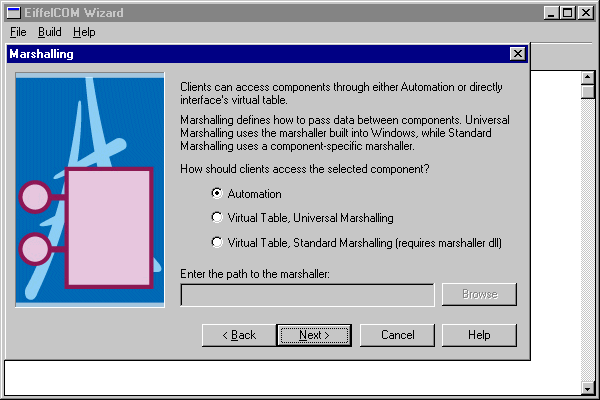 EiffelCOM Wizard
File Build Help
Marshalling
Clients can access components through either Automation or directly
interface's virtual table.
Marshalling defines how to pass data between components. Universal
Marshalling uses the marshaller built into Windows, while Standard
Marshalling uses a component-specific marshaller.
How should clients access the selected component?
Automation
Virtual Table, Universal Marshalling
Virtual Table, Standard Marshalling (requires marshaller dll)
Enter the path to the marshaller:
Browse
< Back Next > Cancel Help